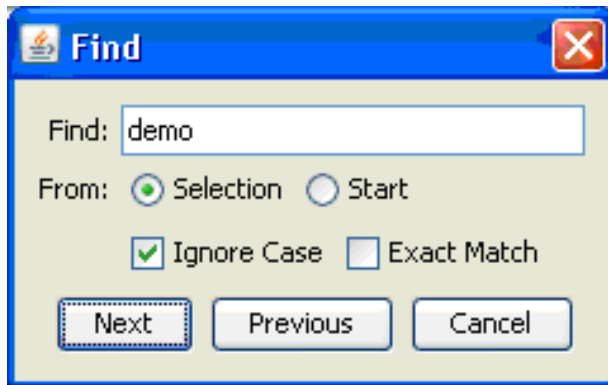 Find
Find: demo
From: Selection Start
Ignore Case Exact Match
Next Previous Cancel